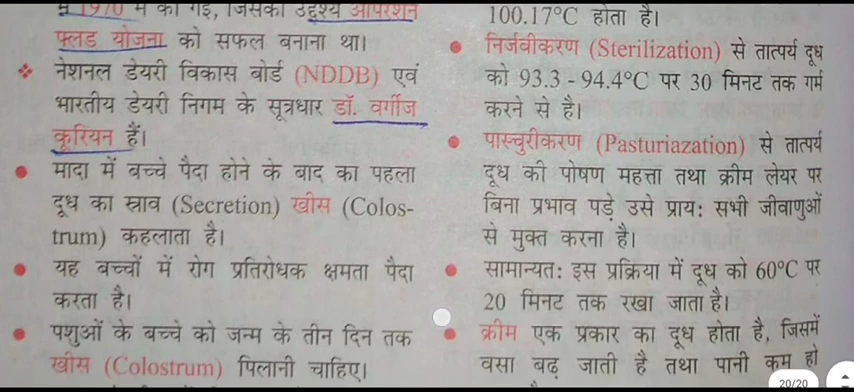 में 1970 में की गई, जिसका उद्देश्य ऑपरेशन
फ्लड योजना को सफल बनाना था।
❖ नेशनल डेयरी विकास बोर्ड (NDDB) एवं
भारतीय डेयरी निगम के सूत्रधार डॉ. वर्गीज
कूरियन हैं।
● मादा में बच्चे पैदा होने के बाद का पहला
दूध का स्राव (Secretion) खीस (Colos-
trum) कहलाता है।
● यह बच्चों में रोग प्रतिरोधक क्षमता पैदा
करता है।
● पशुओं के बच्चे को जन्म के तीन दिन तक
खीस (Colostrum) पिलानी चाहिए।
100.17°C होता है।
● निर्जवीकरण (Sterilization) से तात्पर्य दूध
को 93.3 - 94.4°C पर 30 मिनट तक गर्म
करने से है।
● पास्चुरीकरण (Pasturiazation) से तात्पर्य
दूध की पोषण महत्ता तथा क्रीम लेयर पर
बिना प्रभाव पड़े उसे प्राय: सभी जीवाणुओं
से मुक्त करना है।
● सामान्यत: इस प्रक्रिया में दूध को 60°C पर
20 मिनट तक रखा जाता है।
● क्रीम एक प्रकार का दूध होता है, जिसमें
वसा बढ़ जाती है तथा पानी कम हो
20/20